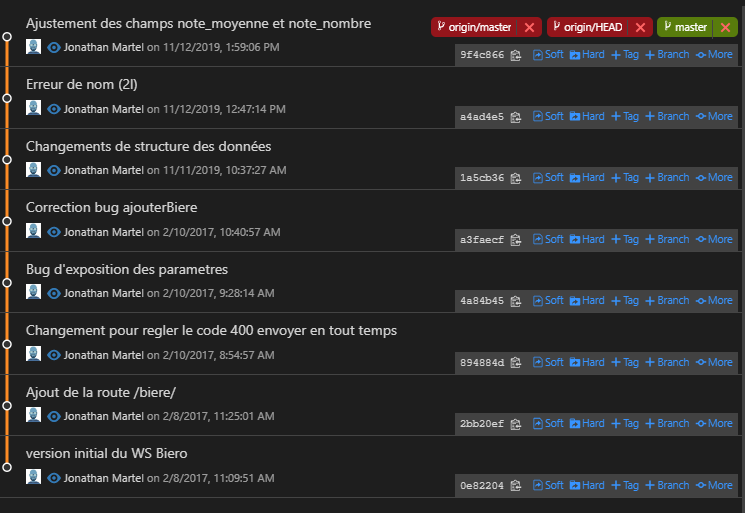 Ajustement des champs note_moyenne et note_nombre origin/master origin/HEAD master
Jonathan Martel on 11/12/2019, 1:59:06 PM 9f4c866 Soft Hard Tag Branch More
Erreur de nom (2I)
Jonathan Martel on 11/12/2019, 12:47:14 PM a4ad4e5 Soft Hard Tag Branch More
Changements de structure des données
Jonathan Martel on 11/11/2019, 10:37:27 AM 1a5cb36 Soft Hard Tag Branch More
Correction bug ajouterBiere
Jonathan Martel on 2/10/2017, 10:40:57 AM a3faecf Soft Hard Tag Branch More
Bug d'exposition des parametres
Jonathan Martel on 2/10/2017, 9:28:14 AM 4a84b45 Soft Hard Tag Branch More
Changement pour regler le code 400 envoyer en tout temps
Jonathan Martel on 2/10/2017, 8:54:57 AM 894884d Soft Hard Tag Branch More
Ajout de la route /biere/
Jonathan Martel on 2/8/2017, 11:25:01 AM 2bb20ef Soft Hard Tag Branch More
version initial du WS Biero
Jonathan Martel on 2/8/2017, 11:09:51 AM 0e82204 Soft Hard Tag Branch More